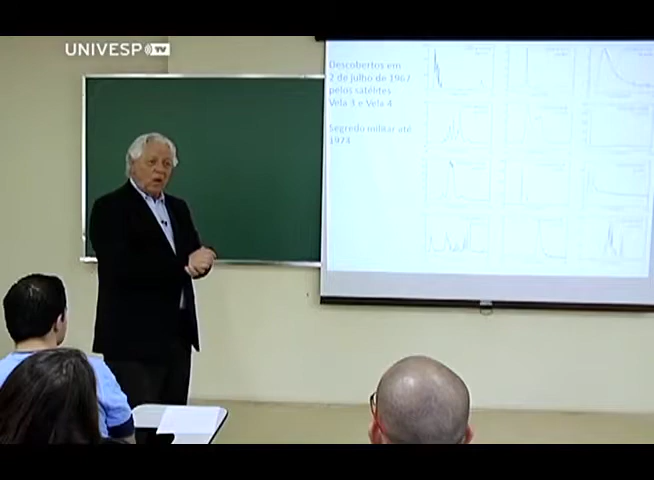 UNIVESP TV
Descobertos em
2 de julho de 1967
pelos satélites
Vela 3 e Vela 4
Segredo militar até
1974